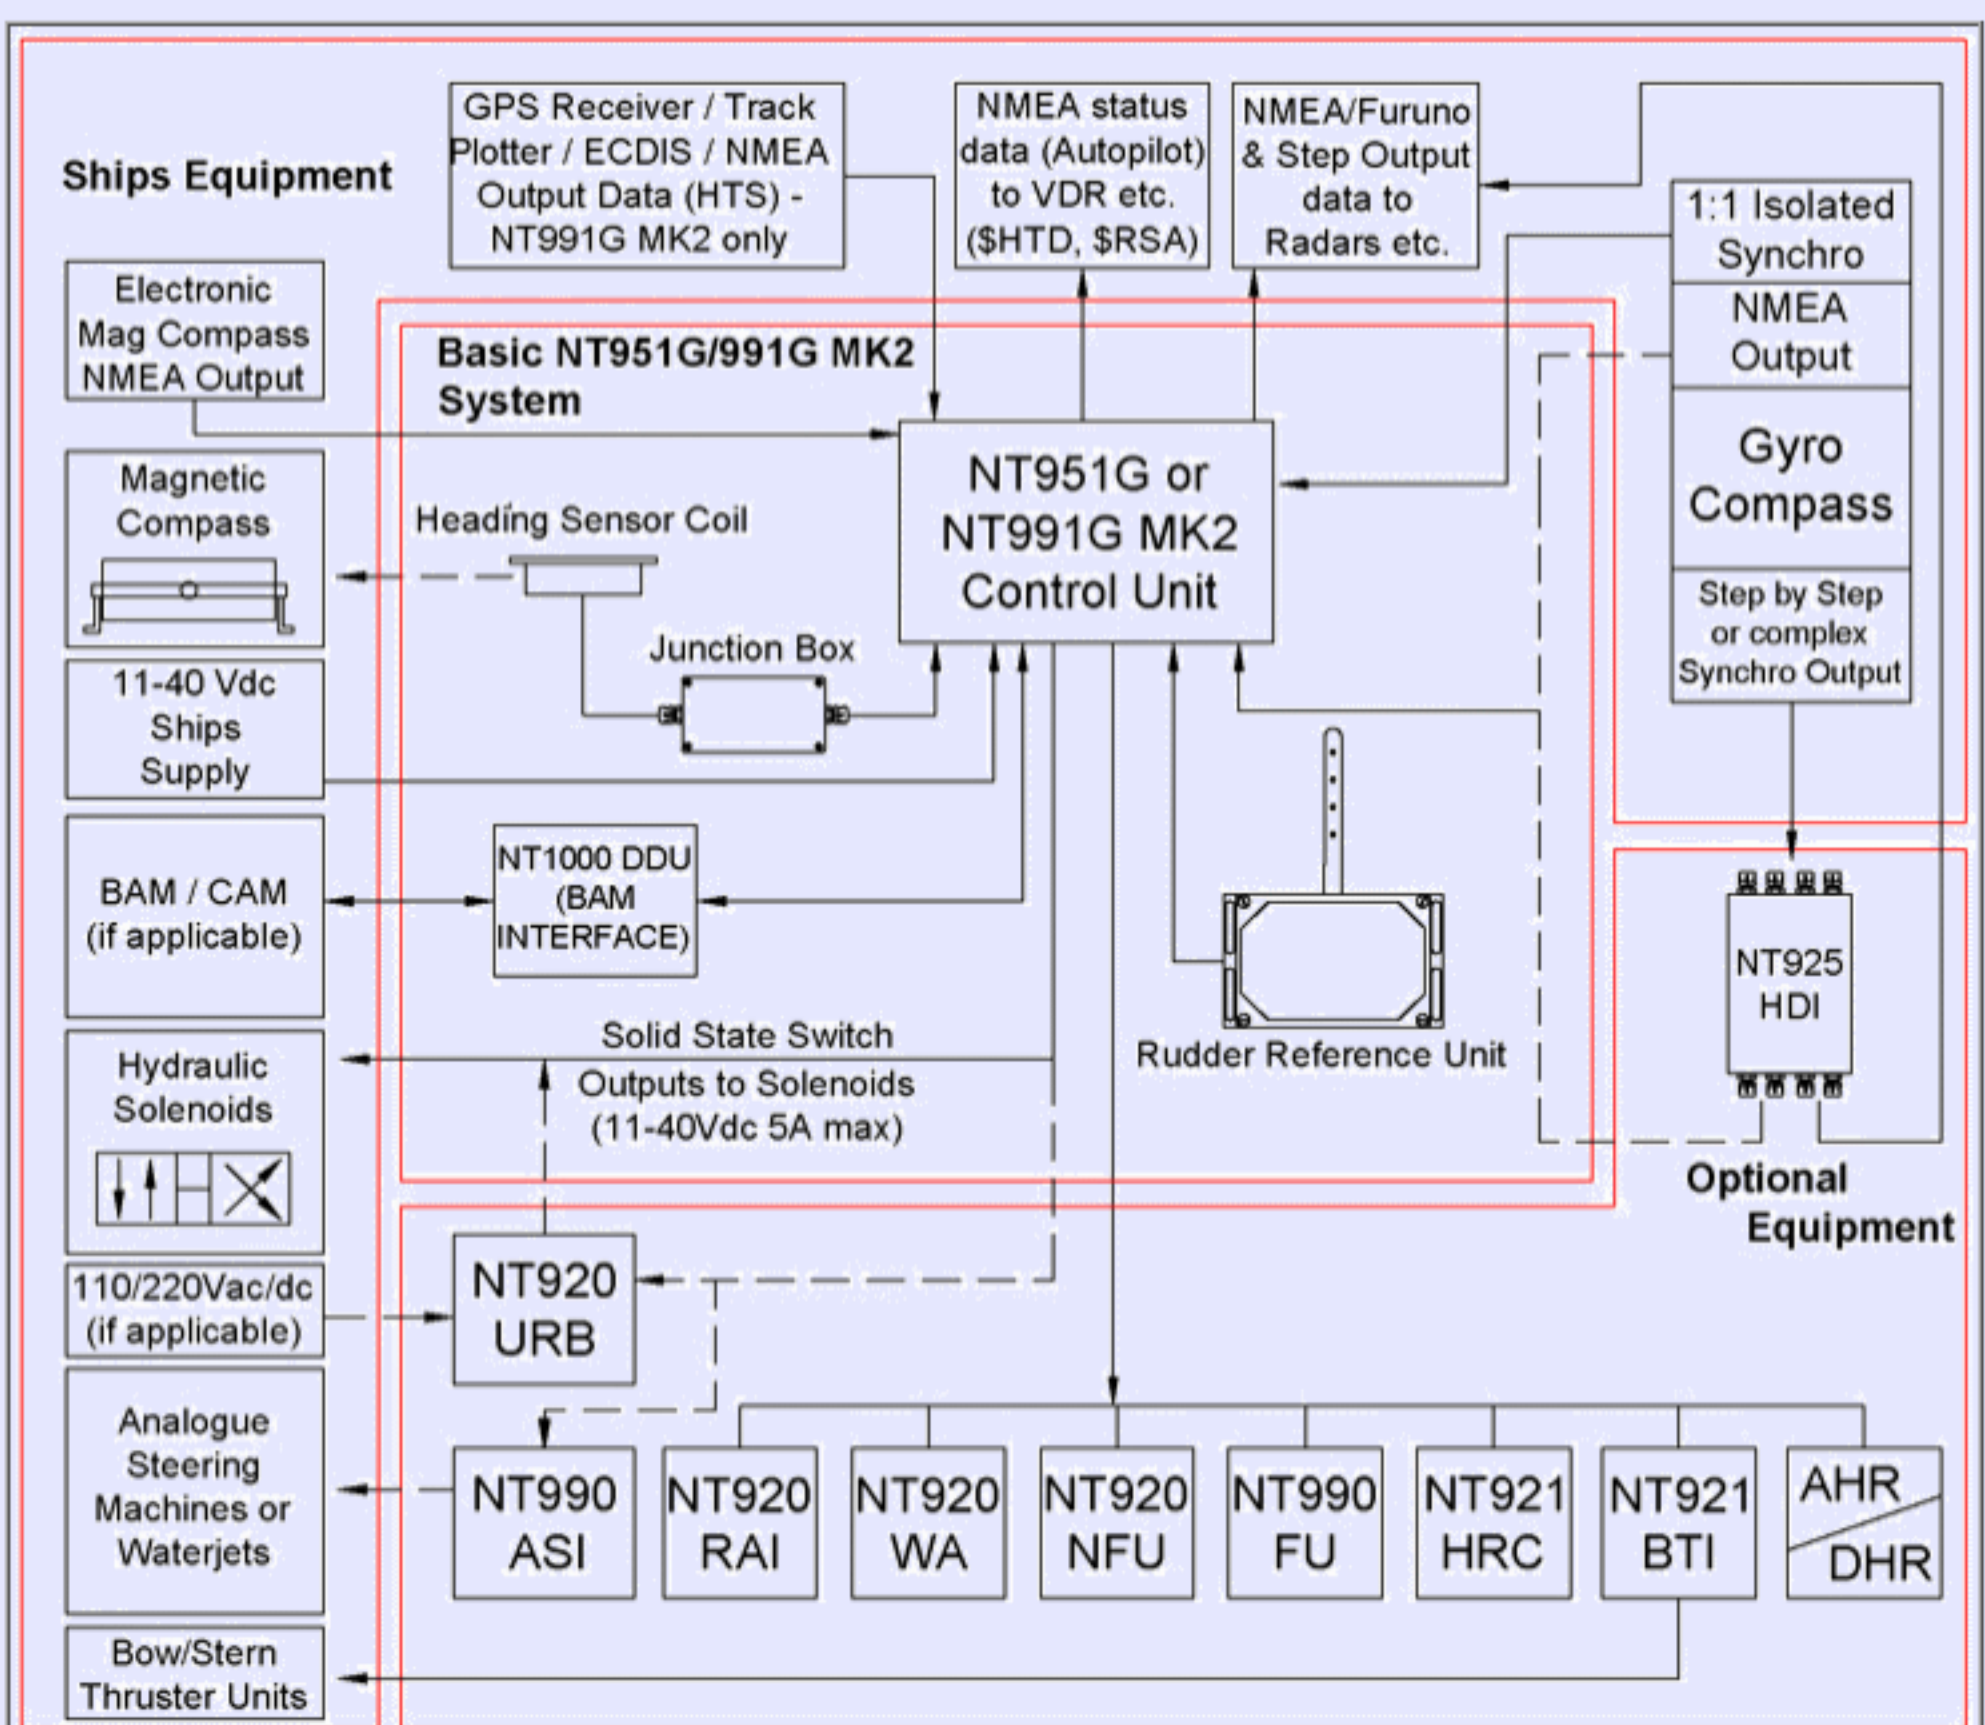 GPS Receiver / Track
Plotter / ECDIS / NMEA
Output Data (HTS) -
NT991G MK2 only
NMEA status
data (Autopilot)
to VDR etc.
($HTD, $RSA)
NMEA/Furuno
& Step Output
data to
Radars etc.
Ships Equipment
1:1 Isolated
Synchro
NMEA
Output
Gyro
Compass
Step by Step
or complex
Synchro Output
Electronic
Mag Compass
NMEA Output
Basic NT951G/991G MK2
System
NT951G or
NT991G MK2
Control Unit
Magnetic
Compass
Heading Sensor Coil
Junction Box
11-40 Vdc
Ships
Supply
BAM / CAM
(if applicable)
NT1000 DDU
(BAM
INTERFACE)
NT925
HDI
Rudder Reference Unit
Solid State Switch
Outputs to Solenoids
(11-40Vdc 5A max)
Hydraulic
Solenoids
Optional
Equipment
110/220Vac/dc
(if applicable)
NT920
URB
Analogue
Steering
Machines or
Waterjets
NT990
ASI
NT920
RAI
NT920
WA
NT920
NFU
NT990
FU
NT921
HRC
NT921
BTI
AHR
DHR
Bow/Stern
Thruster Units